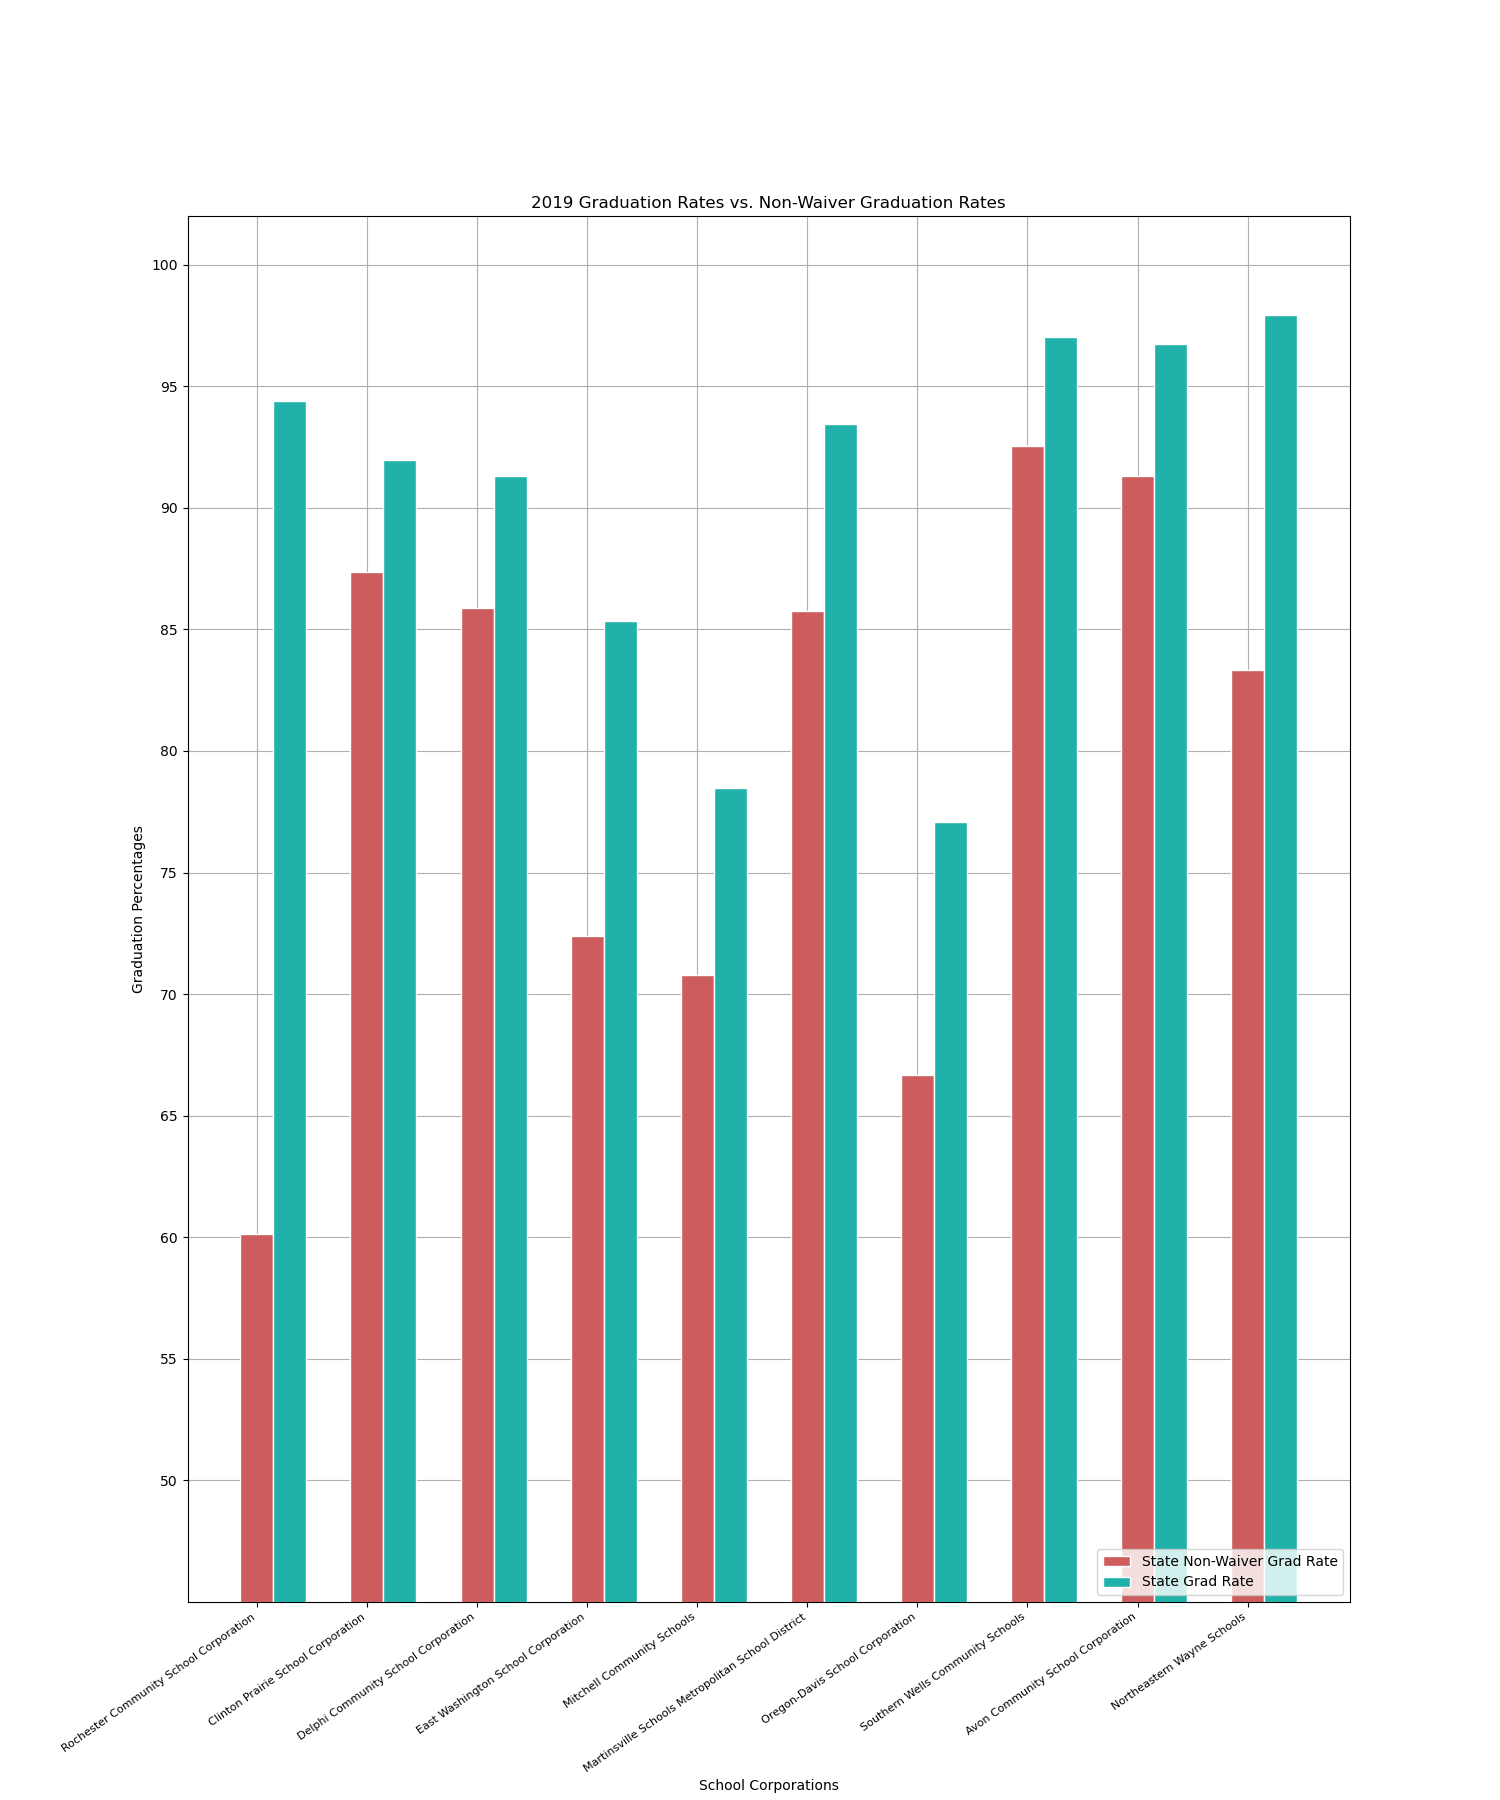 2019 Graduation Rates vs. Non-Waiver Graduation Rates
100
95
90
85
80
75
70
65
60
55
50
Graduation Percentages
State Non-Waiver Grad Rate
State Grad Rate
Rochester Community School Corporation
Clinton Prairie School Corporation
Delphi Community School Corporation
East Washington School Corporation
Mitchell Community Schools
Martinsville Schools Metropolitan School District
Oregon-Davis School Corporation
Southern Wells Community Schools
Avon Community School Corporation
Northeastern Wayne Schools
School Corporations